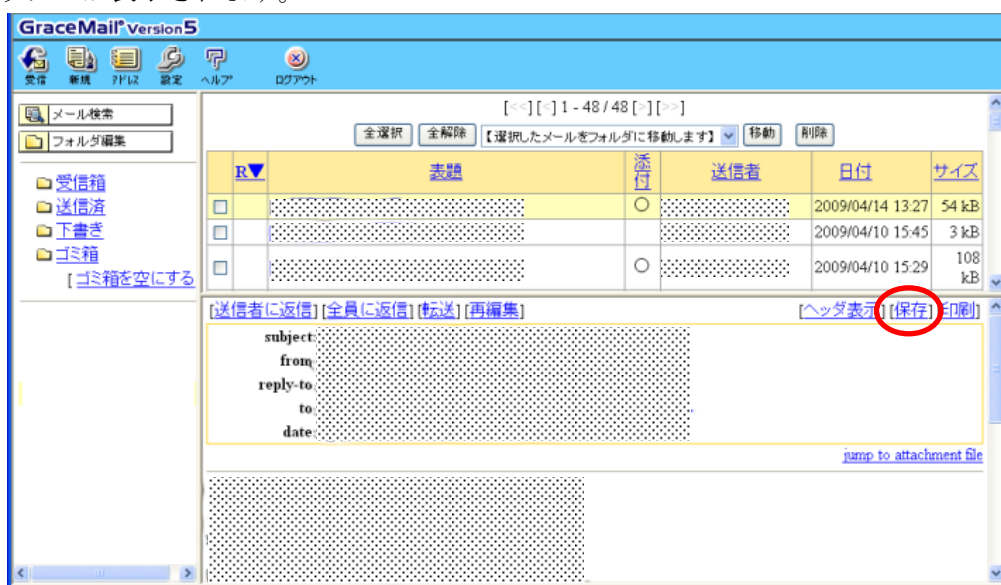 GraceMail® Version5
受信 新規 アドレス 設定 ヘルプ ログアウト
メール検索
フォルダ編集
受信箱
送信済
下書き
ゴミ箱
[ゴミ箱を空にする
[<<] [<] 1 - 48 / 48 [>] [>>]
全選択 全解除 【選択したメールをフォルダに移動します】 移動 削除
R▼ 表題 添付 送信者 日付 サイズ
○ 2009/04/14 13:27 54 kB
2009/04/10 15:45 3 kB
○ 2009/04/10 15:29 108 kB
[送信者に返信] [全員に返信] [転送] [再編集] [ヘッダ表示] [保存] [印刷]
subject:
from:
reply-to:
to:
date:
jump to attachment file